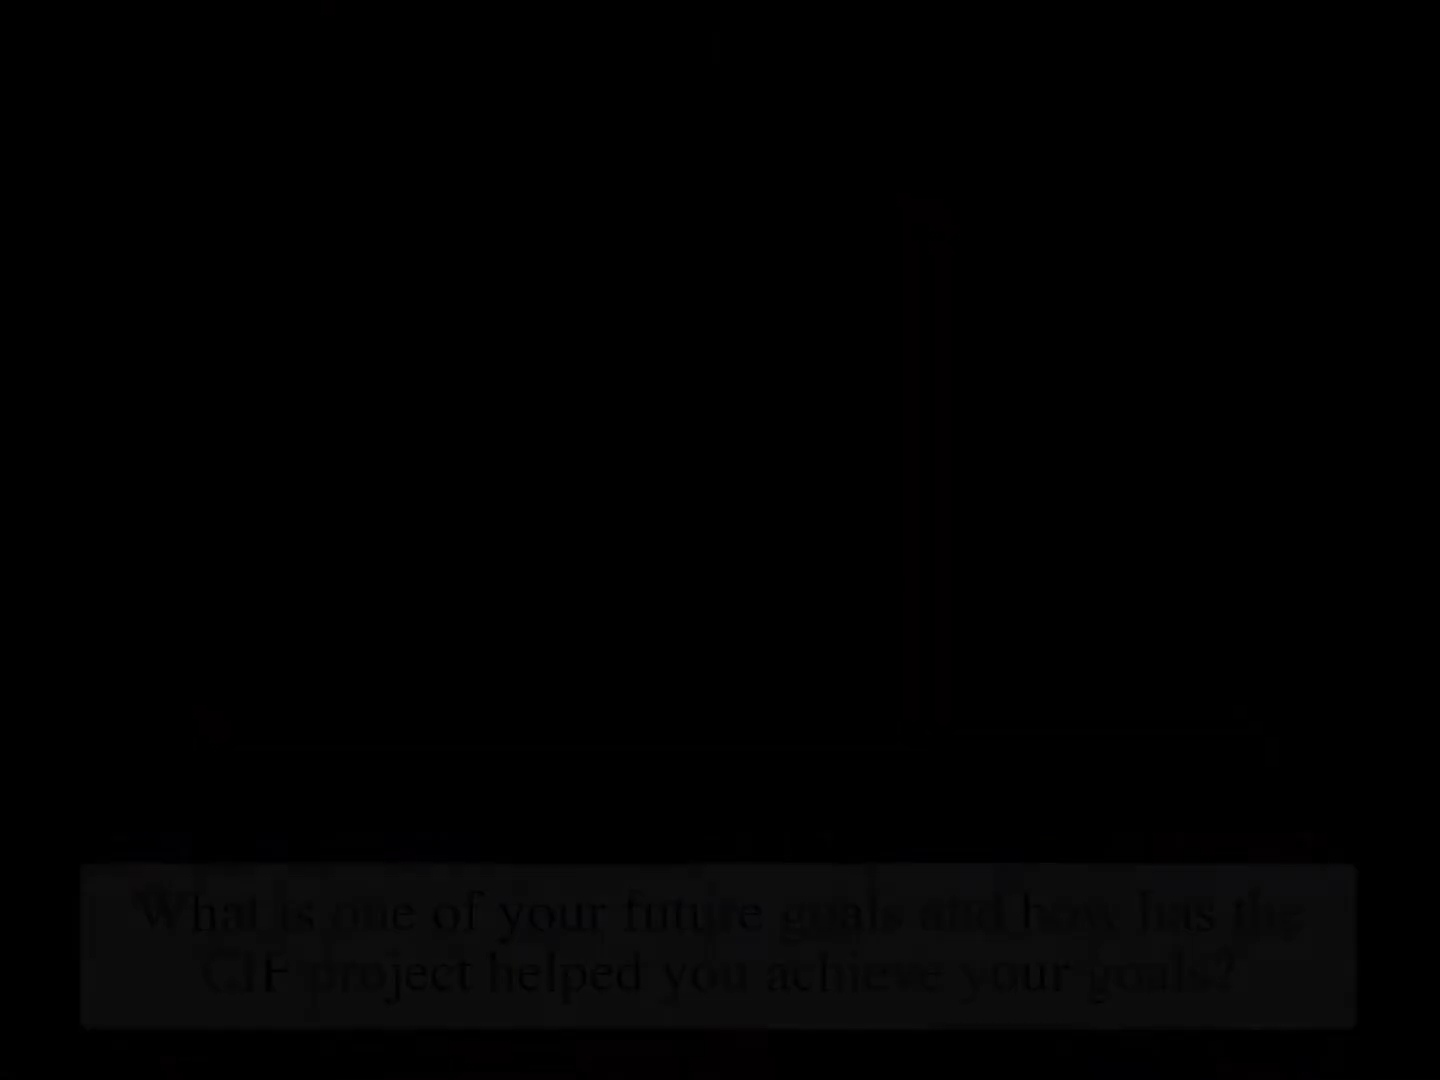 What is one of your future goals and how has the
CIF project helped you achieve your goals?